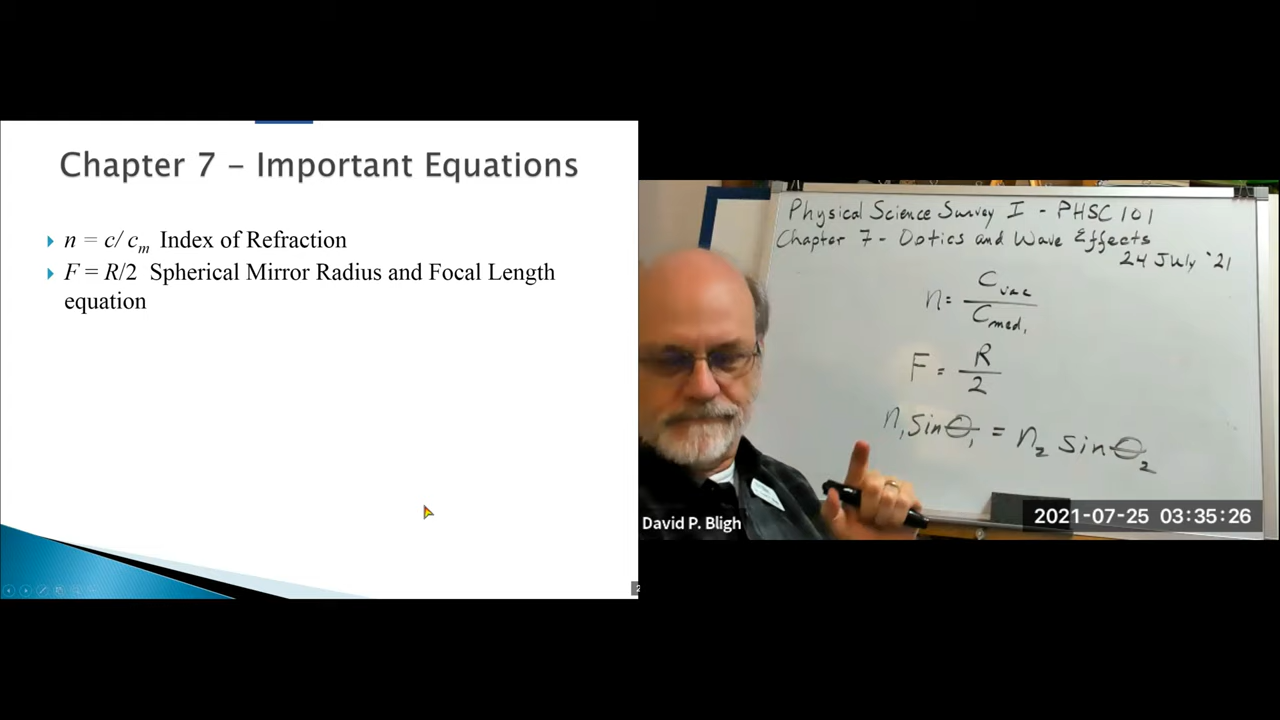 Chapter 7 – Important Equations
n = c/ cm Index of Refraction
F = R/2 Spherical Mirror Radius and Focal Length
equation
2
Physical Science Survey I - PHSC 101
Chapter 7 - Optics and Wave Effects
24 July '21
n = Cvac / Cmed.
F = R / 2
n₁ sin Θ₁ = n₂ sin Θ₂
David P. Bligh
2021-07-25 03:35:26